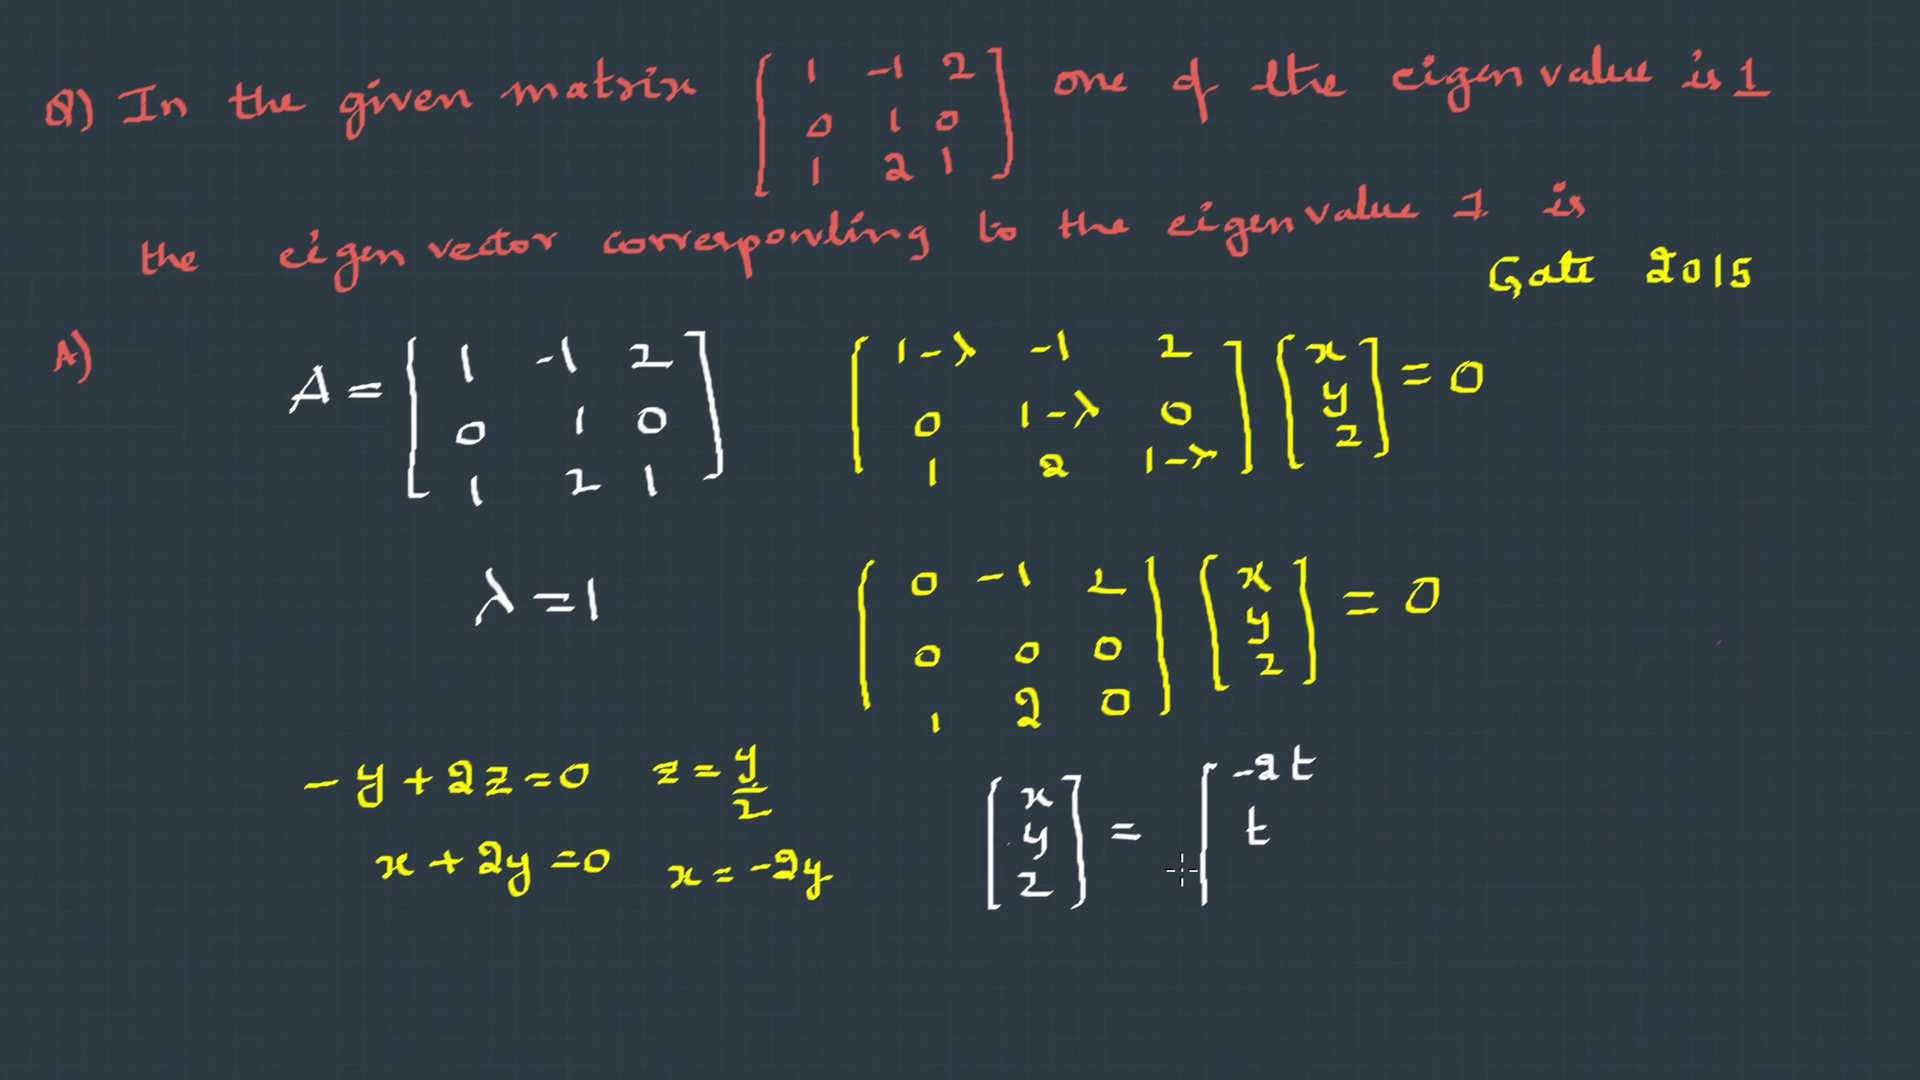 Q) In the given matrix [1 -1 2; 0 1 0; 1 2 1] one of the eigen value is 1
the eigen vector corresponding to the eigen value 1 is
Gate 2015
A) A = [1 -1 2; 0 1 0; 1 2 1] [1-λ -1 2; 0 1-λ 0; 1 2 1-λ] [x; y; z] = 0
λ = 1 [0 -1 2; 0 0 0; 1 2 0] [x; y; z] = 0
-y + 2z = 0 z = y/2
x + 2y = 0 x = -2y
[x; y; z] = [-2t; t